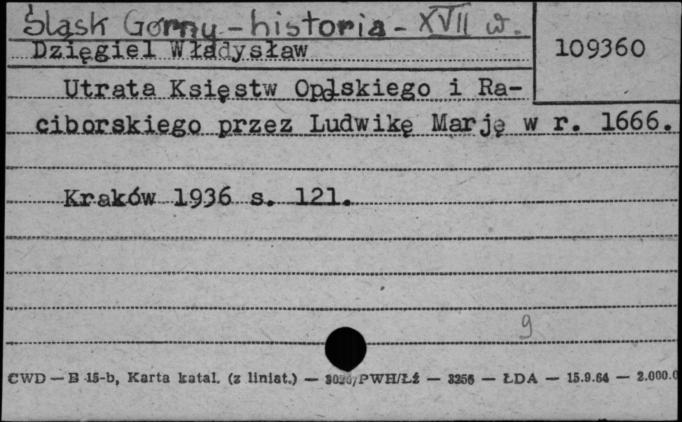 Śląsk Górny - historia - XVII w.
Dzięgiel Władysław
109360
Utrata Księstw Opolskiego i Ra-
ciborskiego przez Ludwikę Marję w r. 1666.
Kraków 1936 s. 121.
9
CWD — B 15-b, Karta katal. (z liniat.) — /PWH/Łź — 3256 — ŁDA — 15.9.64 — 2.000.0